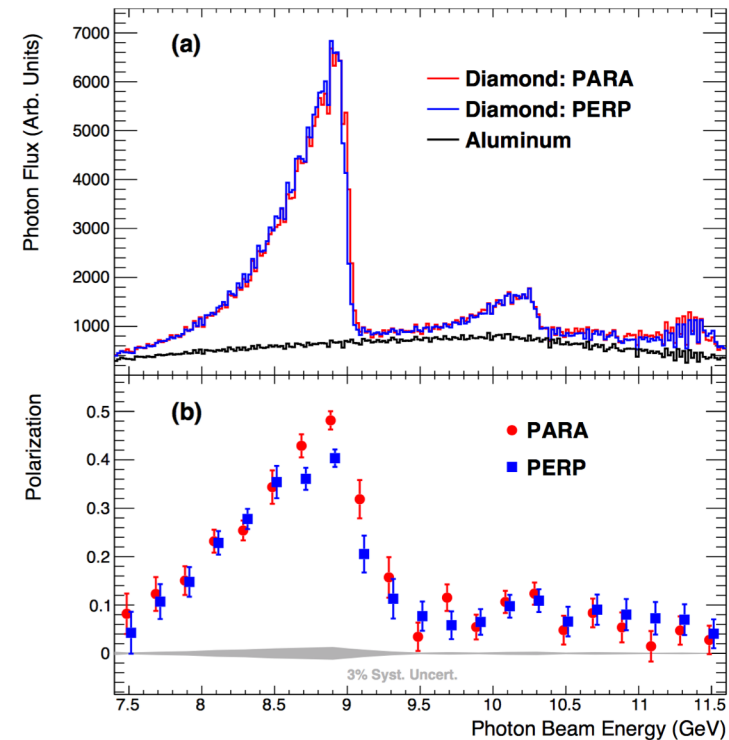 (a)
Photon Flux (Arb. Units)
7000
6000
5000
4000
3000
2000
1000
Diamond: PARA
Diamond: PERP
Aluminum
(b)
Polarization
0.5
0.4
0.3
0.2
0.1
0
PARA
PERP
3% Syst. Uncert.
7.5 8 8.5 9 9.5 10 10.5 11 11.5
Photon Beam Energy (GeV)